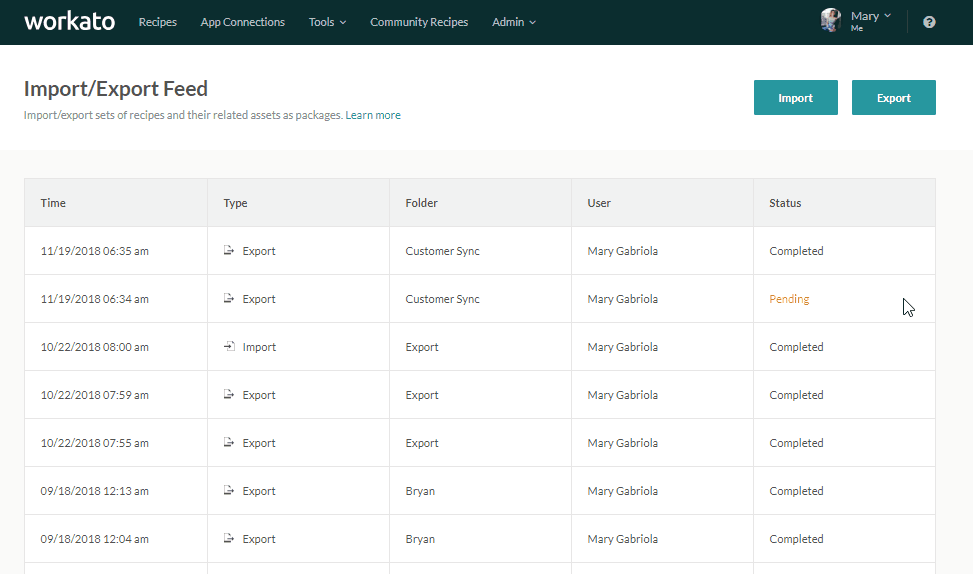 workato Recipes App Connections Tools Community Recipes Admin Mary
Me
Import/Export Feed
Import/export sets of recipes and their related assets as packages. Learn more
Import Export
Time Type Folder User Status
11/19/2018 06:35 am Export Customer Sync Mary Gabriola Completed
11/19/2018 06:34 am Export Customer Sync Mary Gabriola Pending
10/22/2018 08:00 am Import Export Mary Gabriola Completed
10/22/2018 07:59 am Export Export Mary Gabriola Completed
10/22/2018 07:55 am Export Export Mary Gabriola Completed
09/18/2018 12:13 am Export Bryan Mary Gabriola Completed
09/18/2018 12:04 am Export Bryan Mary Gabriola Completed